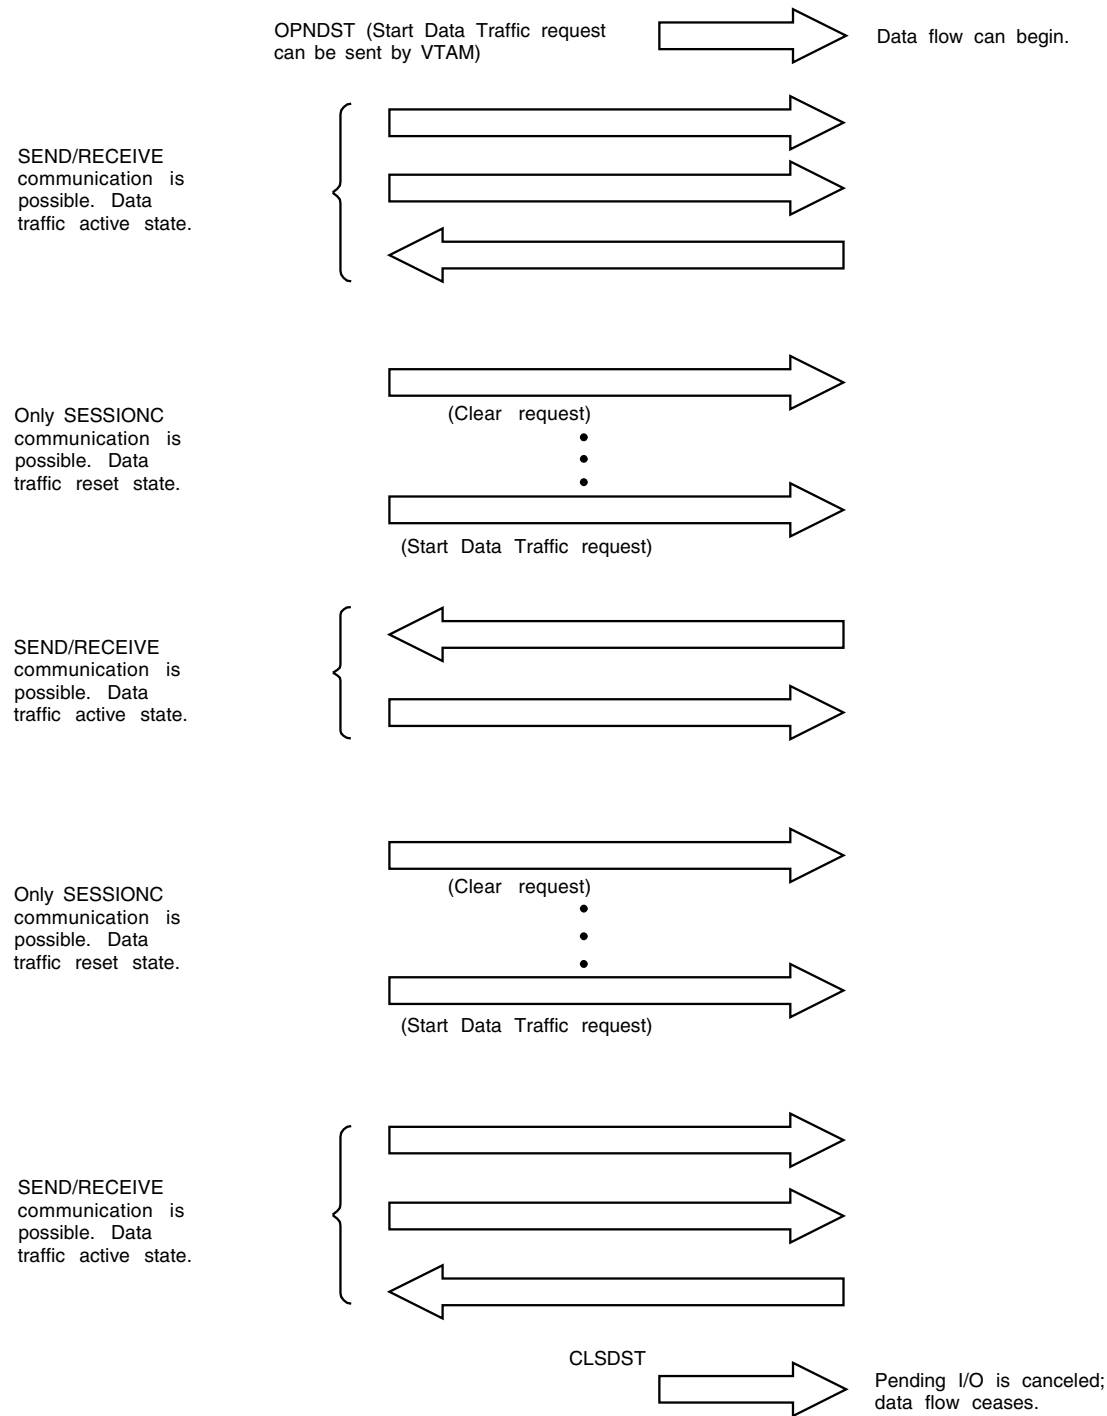 OPNDST (Start Data Traffic request
can be sent by VTAM)
Data flow can begin.
SEND/RECEIVE
communication is
possible. Data
traffic active state.
Only SESSIONC
communication is
possible. Data
traffic reset state.
(Clear request)
(Start Data Traffic request)
SEND/RECEIVE
communication is
possible. Data
traffic active state.
Only SESSIONC
communication is
possible. Data
traffic reset state.
(Clear request)
(Start Data Traffic request)
SEND/RECEIVE
communication is
possible. Data
traffic active state.
CLSDST
Pending I/O is canceled;
data flow ceases.